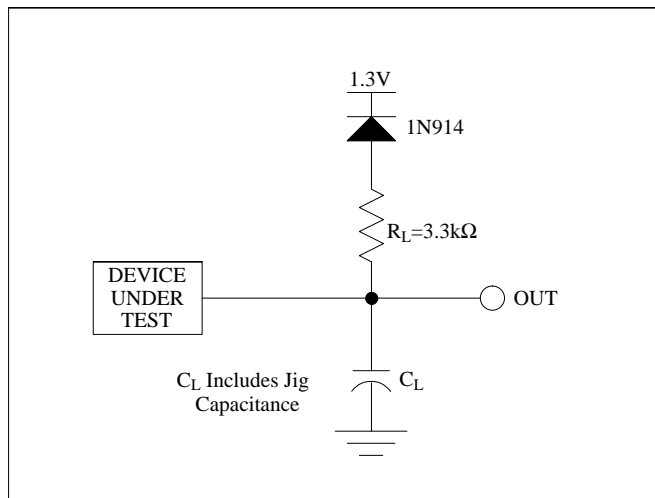 1.3V
1N914
R_L=3.3kΩ
DEVICE
UNDER
TEST
OUT
C_L Includes Jig
Capacitance
C_L